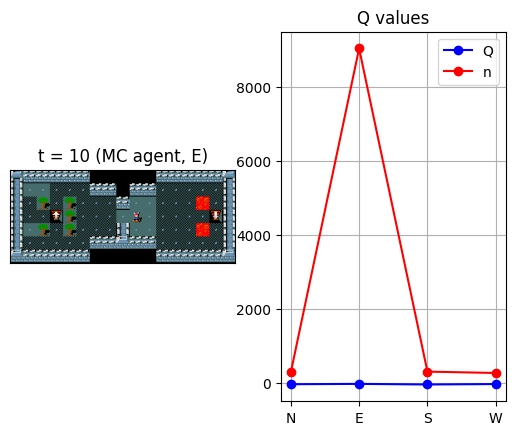 Q values
t = 10 (MC agent, E)
Q
n
8000
6000
4000
2000
0
N E S W